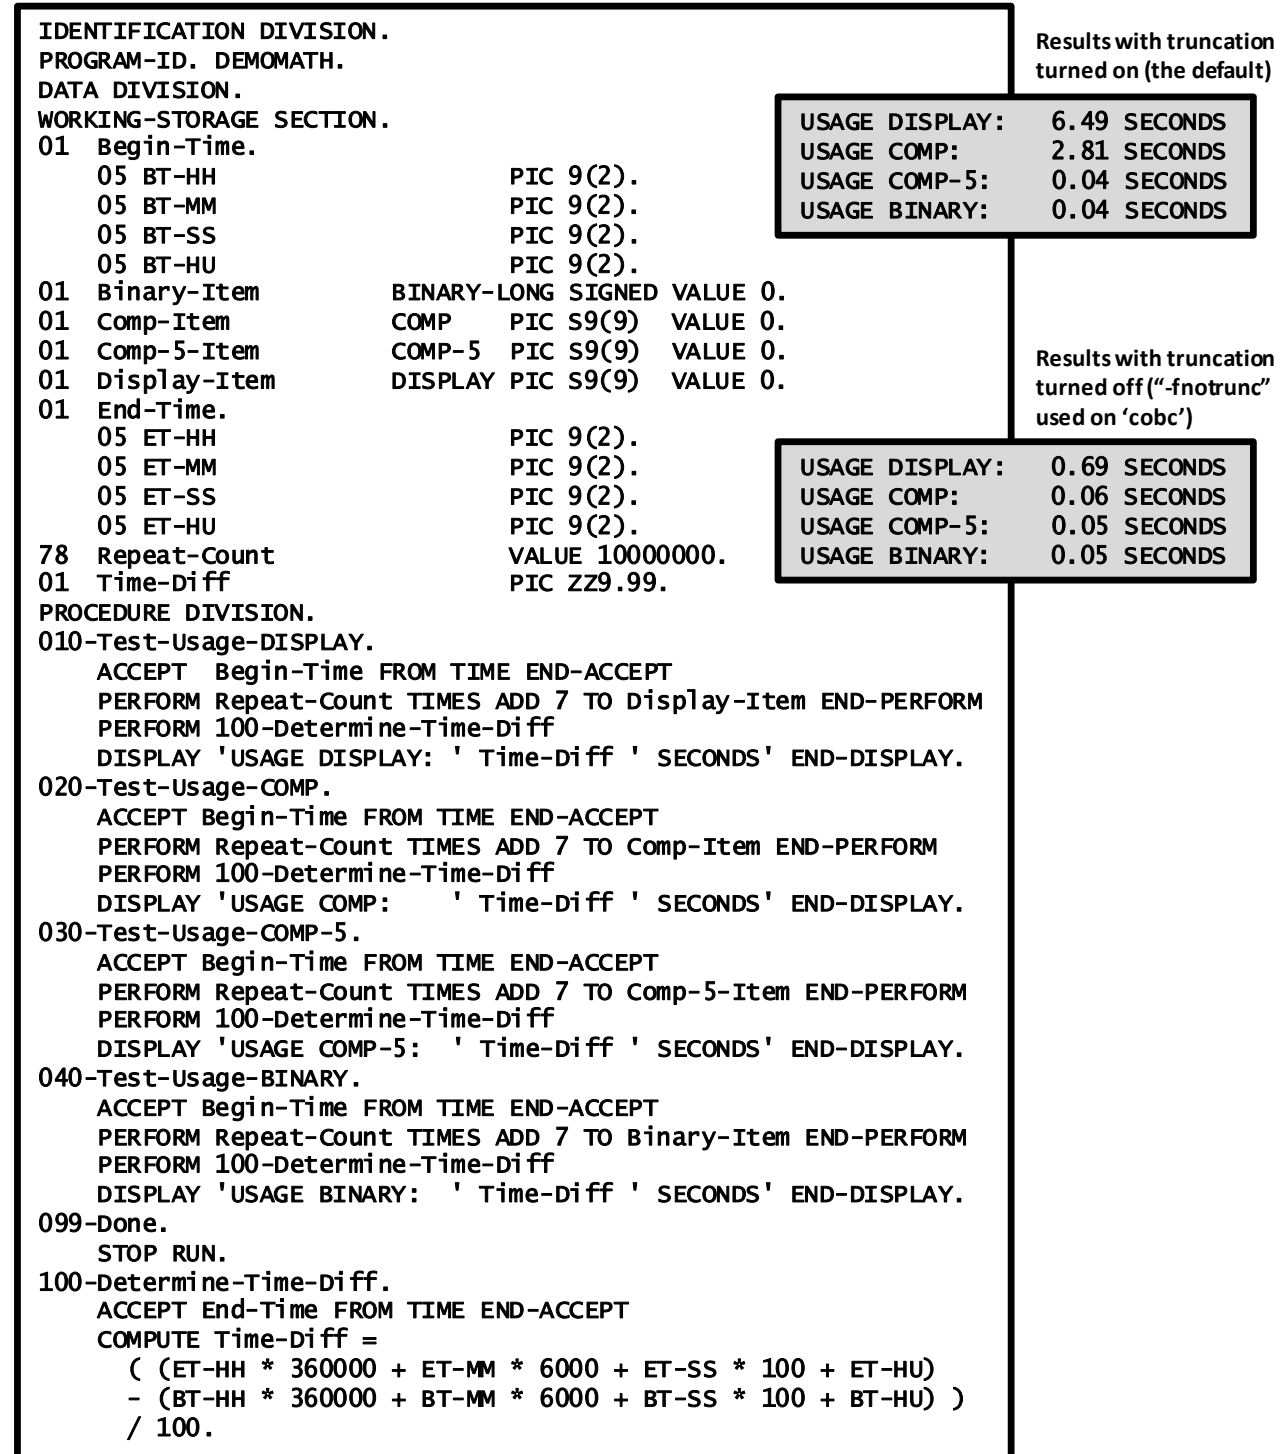 IDENTIFICATION DIVISION.
PROGRAM-ID. DEMOMATH.
DATA DIVISION.
WORKING-STORAGE SECTION.
01  Begin-Time.
    05 BT-HH                    PIC 9(2).
    05 BT-MM                    PIC 9(2).
    05 BT-SS                    PIC 9(2).
    05 BT-HU                    PIC 9(2).
01  Binary-Item         BINARY-LONG SIGNED VALUE 0.
01  Comp-Item           COMP    PIC S9(9)  VALUE 0.
01  Comp-5-Item         COMP-5  PIC S9(9)  VALUE 0.
01  Display-Item        DISPLAY PIC S9(9)  VALUE 0.
01  End-Time.
    05 ET-HH                    PIC 9(2).
    05 ET-MM                    PIC 9(2).
    05 ET-SS                    PIC 9(2).
    05 ET-HU                    PIC 9(2).
78  Repeat-Count                VALUE 10000000.
01  Time-Diff                   PIC ZZ9.99.
PROCEDURE DIVISION.
010-Test-Usage-DISPLAY.
    ACCEPT  Begin-Time FROM TIME END-ACCEPT
    PERFORM Repeat-Count TIMES ADD 7 TO Display-Item END-PERFORM
    PERFORM 100-Determine-Time-Diff
    DISPLAY 'USAGE DISPLAY: ' Time-Diff ' SECONDS' END-DISPLAY.
020-Test-Usage-COMP.
    ACCEPT Begin-Time FROM TIME END-ACCEPT
    PERFORM Repeat-Count TIMES ADD 7 TO Comp-Item END-PERFORM
    PERFORM 100-Determine-Time-Diff
    DISPLAY 'USAGE COMP:    ' Time-Diff ' SECONDS' END-DISPLAY.
030-Test-Usage-COMP-5.
    ACCEPT Begin-Time FROM TIME END-ACCEPT
    PERFORM Repeat-Count TIMES ADD 7 TO Comp-5-Item END-PERFORM
    PERFORM 100-Determine-Time-Diff
    DISPLAY 'USAGE COMP-5:  ' Time-Diff ' SECONDS' END-DISPLAY.
040-Test-Usage-BINARY.
    ACCEPT Begin-Time FROM TIME END-ACCEPT
    PERFORM Repeat-Count TIMES ADD 7 TO Binary-Item END-PERFORM
    PERFORM 100-Determine-Time-Diff
    DISPLAY 'USAGE BINARY:  ' Time-Diff ' SECONDS' END-DISPLAY.
099-Done.
    STOP RUN.
100-Determine-Time-Diff.
    ACCEPT End-Time FROM TIME END-ACCEPT
    COMPUTE Time-Diff =
      ( (ET-HH * 360000 + ET-MM * 6000 + ET-SS * 100 + ET-HU)
      - (BT-HH * 360000 + BT-MM * 6000 + BT-SS * 100 + BT-HU) )
      / 100.
Results with truncation
turned on (the default)
USAGE DISPLAY:   6.49 SECONDS
USAGE COMP:      2.81 SECONDS
USAGE COMP-5:    0.04 SECONDS
USAGE BINARY:    0.04 SECONDS
Results with truncation
turned off (“-fnotrunc”
used on ‘cobc’)
USAGE DISPLAY:   0.69 SECONDS
USAGE COMP:      0.06 SECONDS
USAGE COMP-5:    0.05 SECONDS
USAGE BINARY:    0.05 SECONDS